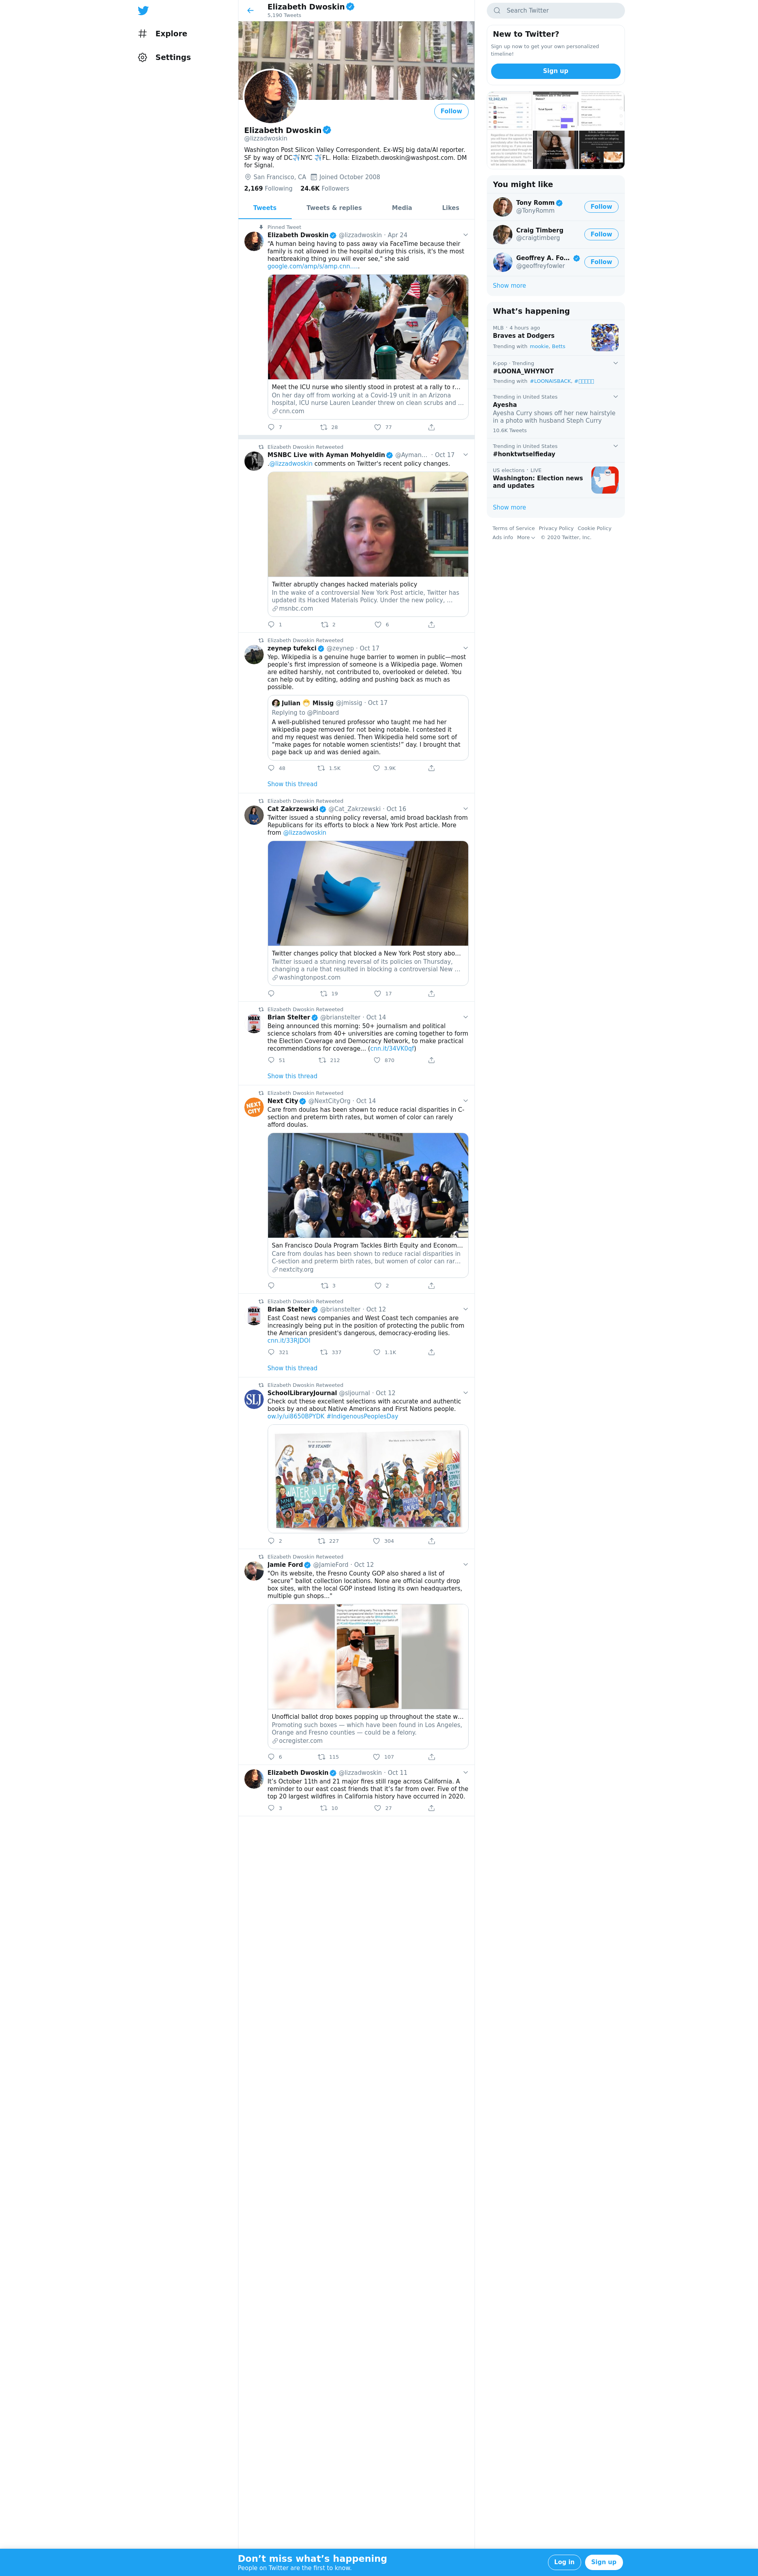 Explore
Settings
Elizabeth Dwoskin
5,190 Tweets
Follow
Elizabeth Dwoskin
@lizzadwoskin
Washington Post Silicon Valley Correspondent. Ex-WSJ big data/AI reporter.
SF by way of DC✈️NYC ✈️FL. Holla: Elizabeth.dwoskin@washpost.com. DM
for Signal.
San Francisco, CA Joined October 2008
2,169 Following 24.6K Followers
Tweets Tweets & replies Media Likes
Pinned Tweet
Elizabeth Dwoskin @lizzadwoskin · Apr 24
“A human being having to pass away via FaceTime because their
family is not allowed in the hospital during this crisis, it's the most
heartbreaking thing you will ever see," she said
google.com/amp/s/amp.cnn.…
Meet the ICU nurse who silently stood in protest at a rally to r...
On her day off from working at a Covid-19 unit in an Arizona
hospital, ICU nurse Lauren Leander threw on clean scrubs and ...
cnn.com
7 28 77
Elizabeth Dwoskin Retweeted
MSNBC Live with Ayman Mohyeldin @Ayman... · Oct 17
.@lizzadwoskin comments on Twitter's recent policy changes.
Twitter abruptly changes hacked materials policy
In the wake of a controversial New York Post article, Twitter has
updated its Hacked Materials Policy. Under the new policy, ...
msnbc.com
1 2 6
Elizabeth Dwoskin Retweeted
zeynep tufekci @zeynep · Oct 17
Yep. Wikipedia is a genuine huge barrier to women in public—most
people’s first impression of someone is a Wikipedia page. Women
are edited harshly, not contributed to, overlooked or deleted. You
can help out by editing, adding and pushing back as much as
possible.
Julian Missig @jmissig · Oct 17
Replying to @Pinboard
A well-published tenured professor who taught me had her
wikipedia page removed for not being notable. I contested it
and my request was denied. Then Wikipedia held some sort of
“make pages for notable women scientists!” day. I brought that
page back up and was denied again.
48 1.5K 3.9K
Show this thread
Elizabeth Dwoskin Retweeted
Cat Zakrzewski @Cat_Zakrzewski · Oct 16
Twitter issued a stunning policy reversal, amid broad backlash from
Republicans for its efforts to block a New York Post article. More
from @lizzadwoskin
Twitter changes policy that blocked a New York Post story abo...
Twitter issued a stunning reversal of its policies on Thursday,
changing a rule that resulted in blocking a controversial New ...
washingtonpost.com
19 17
Elizabeth Dwoskin Retweeted
Brian Stelter @brianstelter · Oct 14
Being announced this morning: 50+ journalism and political
science scholars from 40+ universities are coming together to form
the Election Coverage and Democracy Network, to make practical
recommendations for coverage... (cnn.it/34VK0qf)
51 212 870
Show this thread
Elizabeth Dwoskin Retweeted
Next City @NextCityOrg · Oct 14
Care from doulas has been shown to reduce racial disparities in C-
section and preterm birth rates, but women of color can rarely
afford doulas.
San Francisco Doula Program Tackles Birth Equity and Econom...
Care from doulas has been shown to reduce racial disparities in
C-section and preterm birth rates, but women of color can rar...
nextcity.org
3 2
Elizabeth Dwoskin Retweeted
Brian Stelter @brianstelter · Oct 12
East Coast news companies and West Coast tech companies are
increasingly being put in the position of protecting the public from
the American president's dangerous, democracy-eroding lies.
cnn.it/33RJDOI
321 337 1.1K
Show this thread
Elizabeth Dwoskin Retweeted
SchoolLibraryJournal @sljournal · Oct 12
Check out these excellent selections with accurate and authentic
books by and about Native Americans and First Nations people.
ow.ly/ui8650BPYDK #IndigenousPeoplesDay
WE STAND!
WATER is LIFE
2 227 304
Elizabeth Dwoskin Retweeted
Jamie Ford @JamieFord · Oct 12
"On its website, the Fresno County GOP also shared a list of
“secure” ballot collection locations. None are official county drop
box sites, with the local GOP instead listing its own headquarters,
multiple gun shops..."
Unofficial ballot drop boxes popping up throughout the state w...
Promoting such boxes — which have been found in Los Angeles,
Orange and Fresno counties — could be a felony.
ocregister.com
6 115 107
Elizabeth Dwoskin @lizzadwoskin · Oct 11
It’s October 11th and 21 major fires still rage across California. A
reminder to our east coast friends that it’s far from over. Five of the
top 20 largest wildfires in California history have occurred in 2020.
3 10 27
Search Twitter
New to Twitter?
Sign up now to get your own personalized
timeline!
Sign up
You might like
Tony Romm
@TonyRomm
Follow
Craig Timberg
@craigtimberg
Follow
Geoffrey A. Fo...
@geoffreyfowler
Follow
Show more
What’s happening
MLB · 4 hours ago
Braves at Dodgers
Trending with mookie, Betts
K-pop · Trending
#LOONA_WHYNOT
Trending with #LOONAISBACK, #▯▯▯▯▯
Trending in United States
Ayesha
Ayesha Curry shows off her new hairstyle
in a photo with husband Steph Curry
10.6K Tweets
Trending in United States
#honktwtselfieday
US elections · LIVE
Washington: Election news
and updates
Show more
Terms of Service Privacy Policy Cookie Policy
Ads info More © 2020 Twitter, Inc.
Don’t miss what’s happening
People on Twitter are the first to know.
Log in Sign up